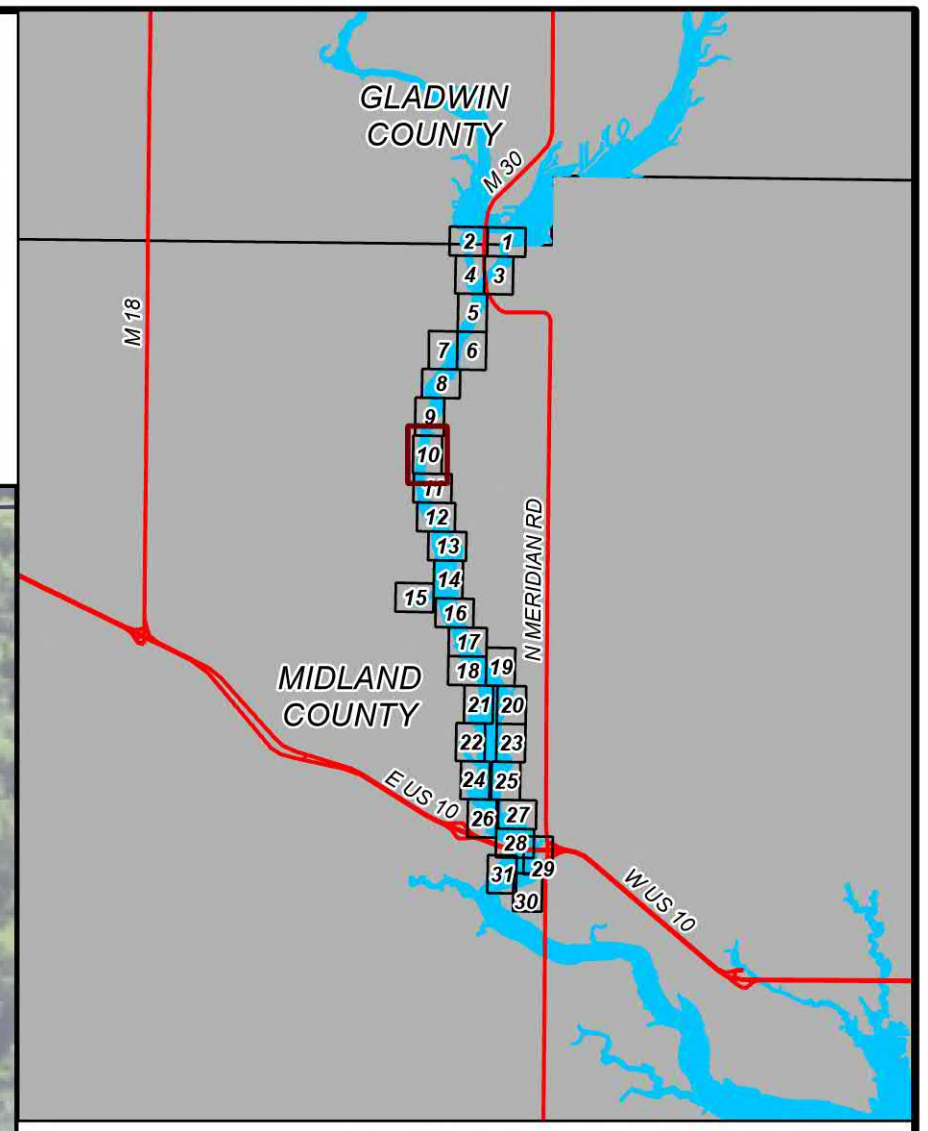 GLADWIN
COUNTY
M 30
2 1
4 3
5
M 18
7 6
8
9
10
11
12
13
N MERIDIAN RD
14
15
16
17
18 19
MIDLAND
COUNTY
21 20
22 23
24 25
E US 10
26 27
28
29
31
30
W US 10